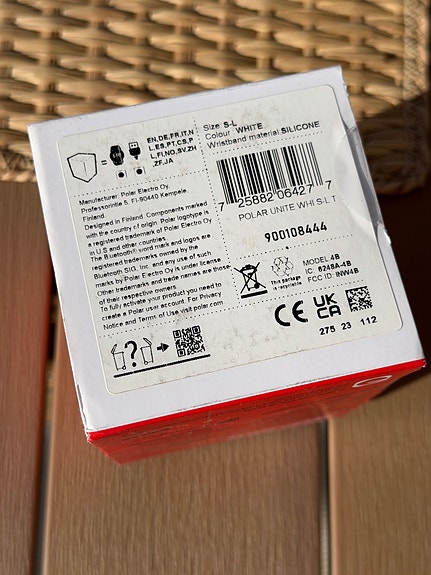 EN,DE,FR,IT,N
L,ES,PT,CS,P
L,FI,NO,SV,ZH
,ZF,JA
Size S-L
Colour WHITE
Wristband material SILICONE
Manufacturer: Polar Electro Oy,
Professorintie 5, FI-90440 Kempele,
Finland
Designed in Finland. Components marked
with the country of origin. Polar logotype is
a registered trademark of Polar Electro Oy
in U.S and other countries.
The Bluetooth® word mark and logos are
registered trademarks owned by the
Bluetooth SIG, Inc. and any use of such
marks by Polar Electro Oy is under license.
Other trademarks and trade names are those
of their respective owners.
To fully activate your product you need to
create a Polar user account. For Privacy
Notice and Terms of Use visit polar.com
7 25882 06427 7
POLAR UNITE WHI S-L T
900108444
This package
is recyclable
MODEL 4B
IC: 6248A-4B
FCC ID: INW4B
CE UK CA
275 23 112